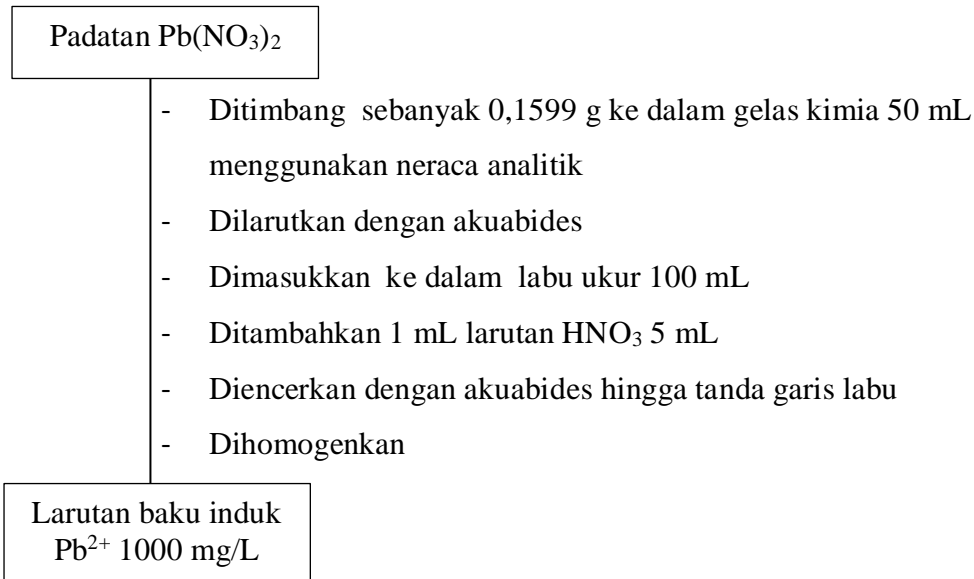 Padatan Pb(NO₃)₂
- Ditimbang sebanyak 0,1599 g ke dalam gelas kimia 50 mL
menggunakan neraca analitik
- Dilarutkan dengan akuabides
- Dimasukkan ke dalam labu ukur 100 mL
- Ditambahkan 1 mL larutan HNO₃ 5 mL
- Diencerkan dengan akuabides hingga tanda garis labu
- Dihomogenkan
Larutan baku induk
Pb²⁺ 1000 mg/L